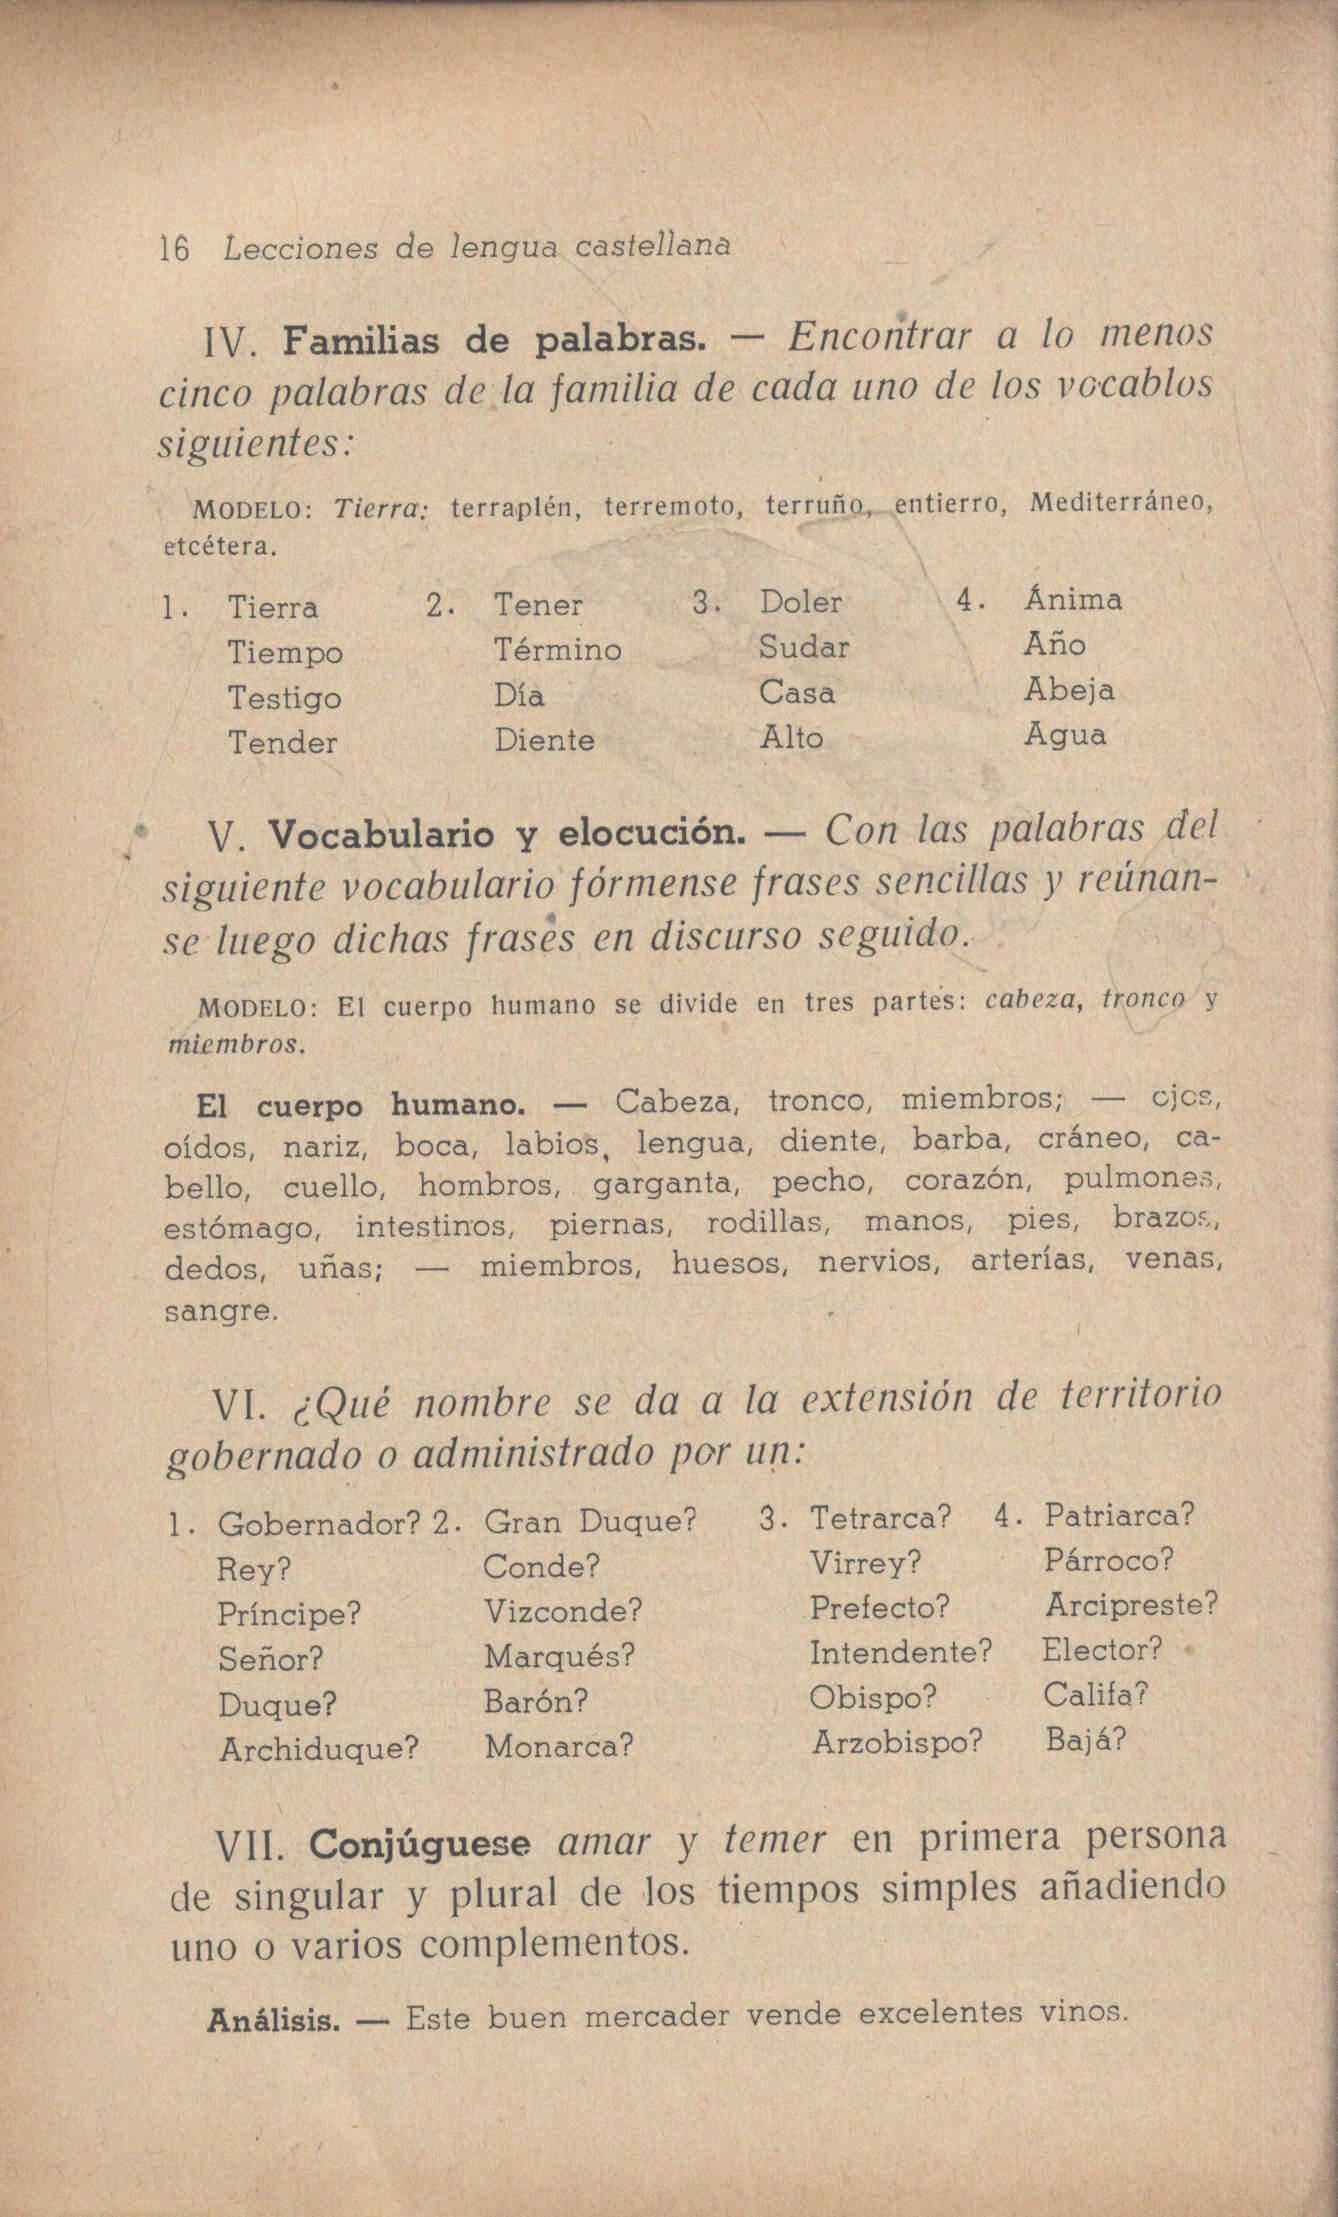 16 Lecciones de lengua castellana
IV. Familias de palabras. — Encontrar a lo menos
cinco palabras de la familia de cada uno de los vocablos
siguientes:
MODELO: Tierra: terraplén, terremoto, terruño, entierro, Mediterráneo,
etcétera.
1. Tierra 2. Tener 3. Doler 4. Ánima
Tiempo Término Sudar Año
Testigo Día Casa Abeja
Tender Diente Alto Agua
V. Vocabulario y elocución. — Con las palabras del
siguiente vocabulario fórmense frases sencillas y reúnan-
se luego dichas frases en discurso seguido.
MODELO: El cuerpo humano se divide en tres partes: cabeza, tronco y
miembros.
El cuerpo humano. — Cabeza, tronco, miembros; — ojos,
oídos, nariz, boca, labios, lengua, diente, barba, cráneo, ca-
bello, cuello, hombros, garganta, pecho, corazón, pulmones,
estómago, intestinos, piernas, rodillas, manos, pies, brazos,
dedos, uñas; — miembros, huesos, nervios, arterías, venas,
sangre.
VI. ¿Qué nombre se da a la extensión de territorio
gobernado o administrado por un:
1. Gobernador? 2. Gran Duque? 3. Tetrarca? 4. Patriarca?
Rey? Conde? Virrey? Párroco?
Príncipe? Vizconde? Prefecto? Arcipreste?
Señor? Marqués? Intendente? Elector?
Duque? Barón? Obispo? Califa?
Archiduque? Monarca? Arzobispo? Bajá?
VII. Conjúguese amar y temer en primera persona
de singular y plural de los tiempos simples añadiendo
uno o varios complementos.
Análisis. — Este buen mercader vende excelentes vinos.